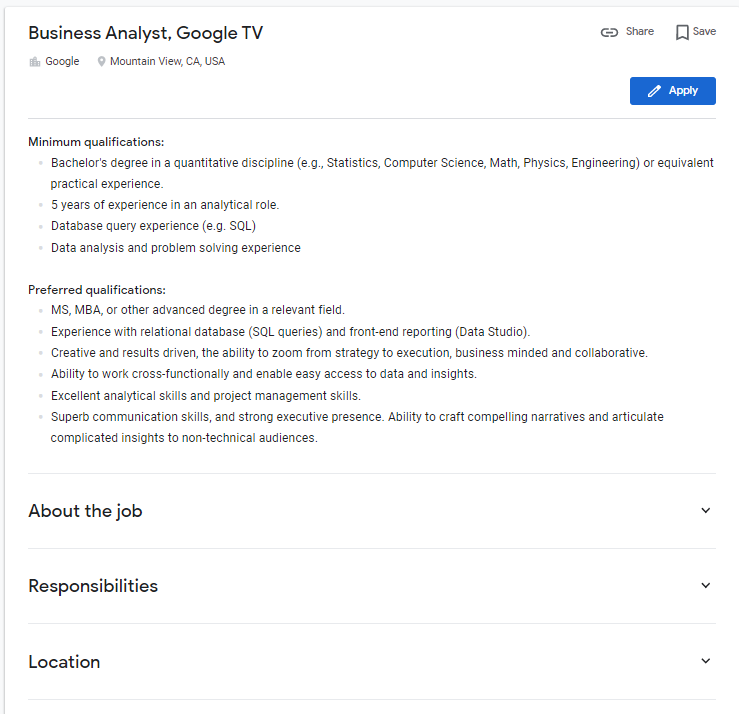 Business Analyst, Google TV
Share
Save
Google
Mountain View, CA, USA
Apply
Minimum qualifications:
Bachelor's degree in a quantitative discipline (e.g., Statistics, Computer Science, Math, Physics, Engineering) or equivalent
practical experience.
5 years of experience in an analytical role.
Database query experience (e.g. SQL)
Data analysis and problem solving experience
Preferred qualifications:
MS, MBA, or other advanced degree in a relevant field.
Experience with relational database (SQL queries) and front-end reporting (Data Studio).
Creative and results driven, the ability to zoom from strategy to execution, business minded and collaborative.
Ability to work cross-functionally and enable easy access to data and insights.
Excellent analytical skills and project management skills.
Superb communication skills, and strong executive presence. Ability to craft compelling narratives and articulate
complicated insights to non-technical audiences.
About the job
Responsibilities
Location